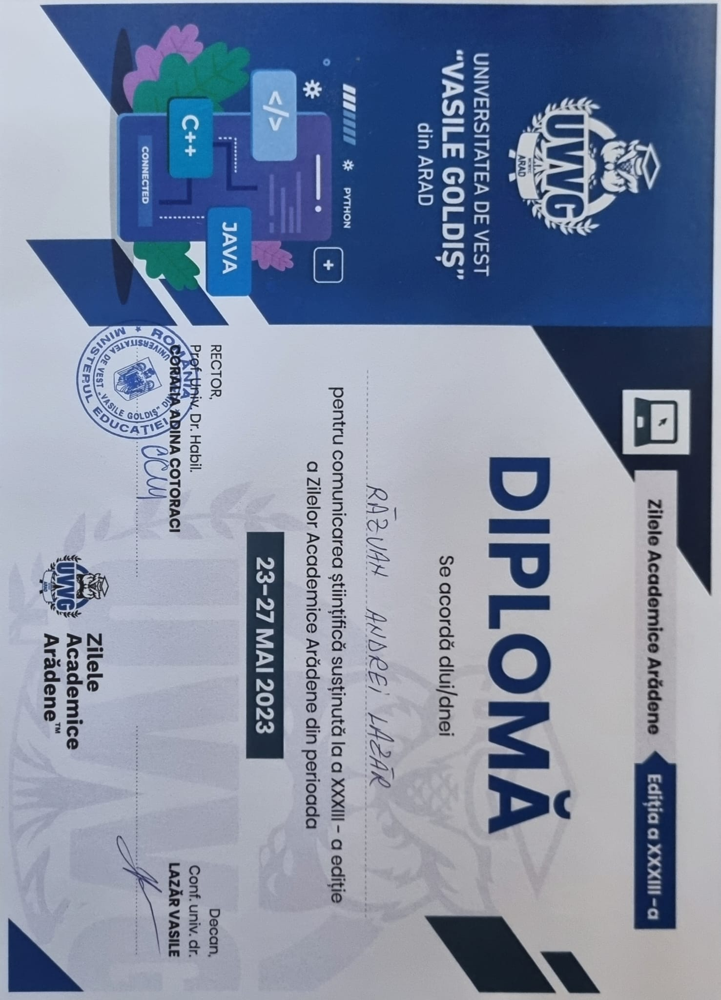 UVVG
MCMXC
ARAD
UNIVERSITATEA DE VEST
"VASILE GOLDIȘ"
din ARAD
PYTHON
+
</>
C++
JAVA
CONNECTED
Zilele Academice Arădene
Ediția a XXXIII-a
DIPLOMĂ
Se acordă dlui/dnei
RĂZVAN ANDREI LAZĂR
pentru comunicarea științifică susținută la a XXXIII - a ediție
a Zilelor Academice Arădene din perioada
23-27 MAI 2023
RECTOR,
Prof. Univ. Dr. Habil.
CORALIA ADINA COTORACI
ROMÂNIA
MINISTERUL EDUCAȚIEI
UNIVERSITATEA DE VEST „VASILE GOLDIȘ” DIN
Decan,
Conf. univ. dr.
LAZĂR VASILE
UVVG
ARAD
Zilele
Academice
Arădene™